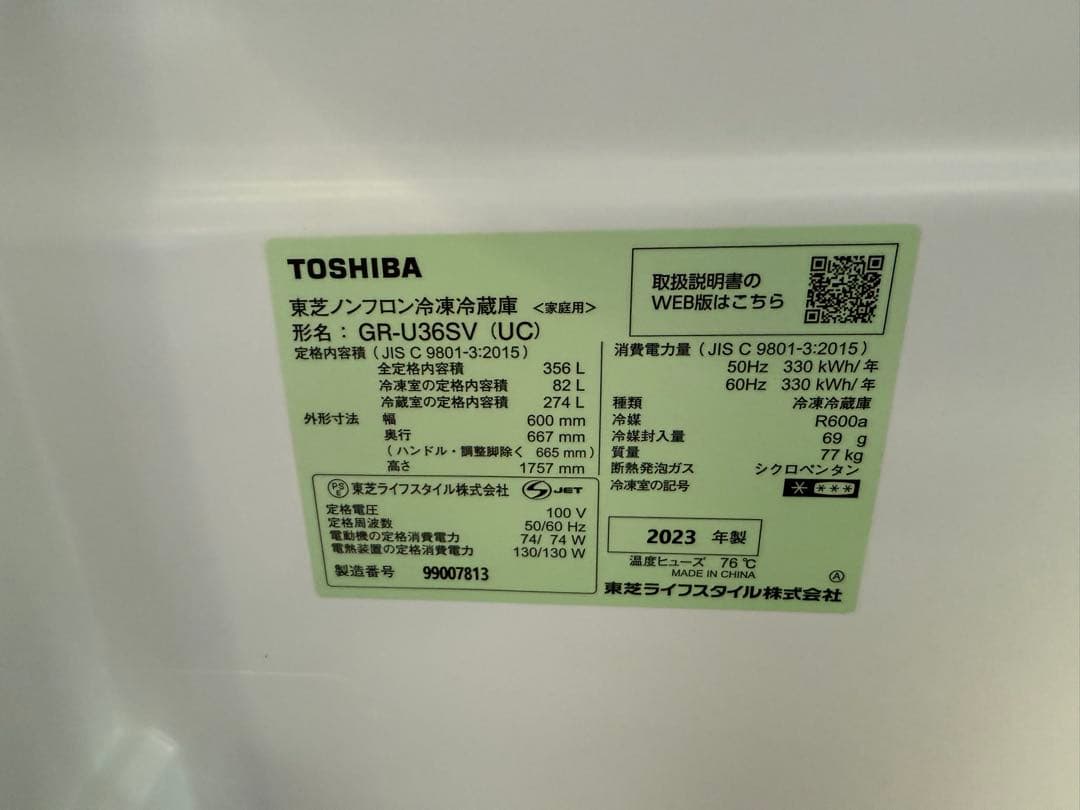 TOSHIBA
東芝ノンフロン冷凍冷蔵庫 <家庭用>
形名: GR-U36SV (UC)
取扱説明書の
WEB版はこちら
定格内容積(JIS C 9801-3:2015)
全定格内容積 356 L
冷凍室の定格内容積 82 L
冷蔵室の定格内容積 274 L
外形寸法 幅 600 mm
奥行 667 mm
(ハンドル・調整脚除く 665 mm)
高さ 1757 mm
消費電力量(JIS C 9801-3:2015)
50Hz 330 kWh/年
60Hz 330 kWh/年
種類 冷凍冷蔵庫
冷媒 R600a
冷媒封入量 69 g
質量 77 kg
断熱発泡ガス シクロペンタン
冷凍室の記号 * ***
PSE 東芝ライフスタイル株式会社 S JET
定格電圧 100 V
定格周波数 50/60 Hz
電動機の定格消費電力 74/ 74 W
電熱装置の定格消費電力 130/130 W
製造番号 99007813
2023 年製
温度ヒューズ 76 ℃
MADE IN CHINA
Ⓐ
東芝ライフスタイル株式会社